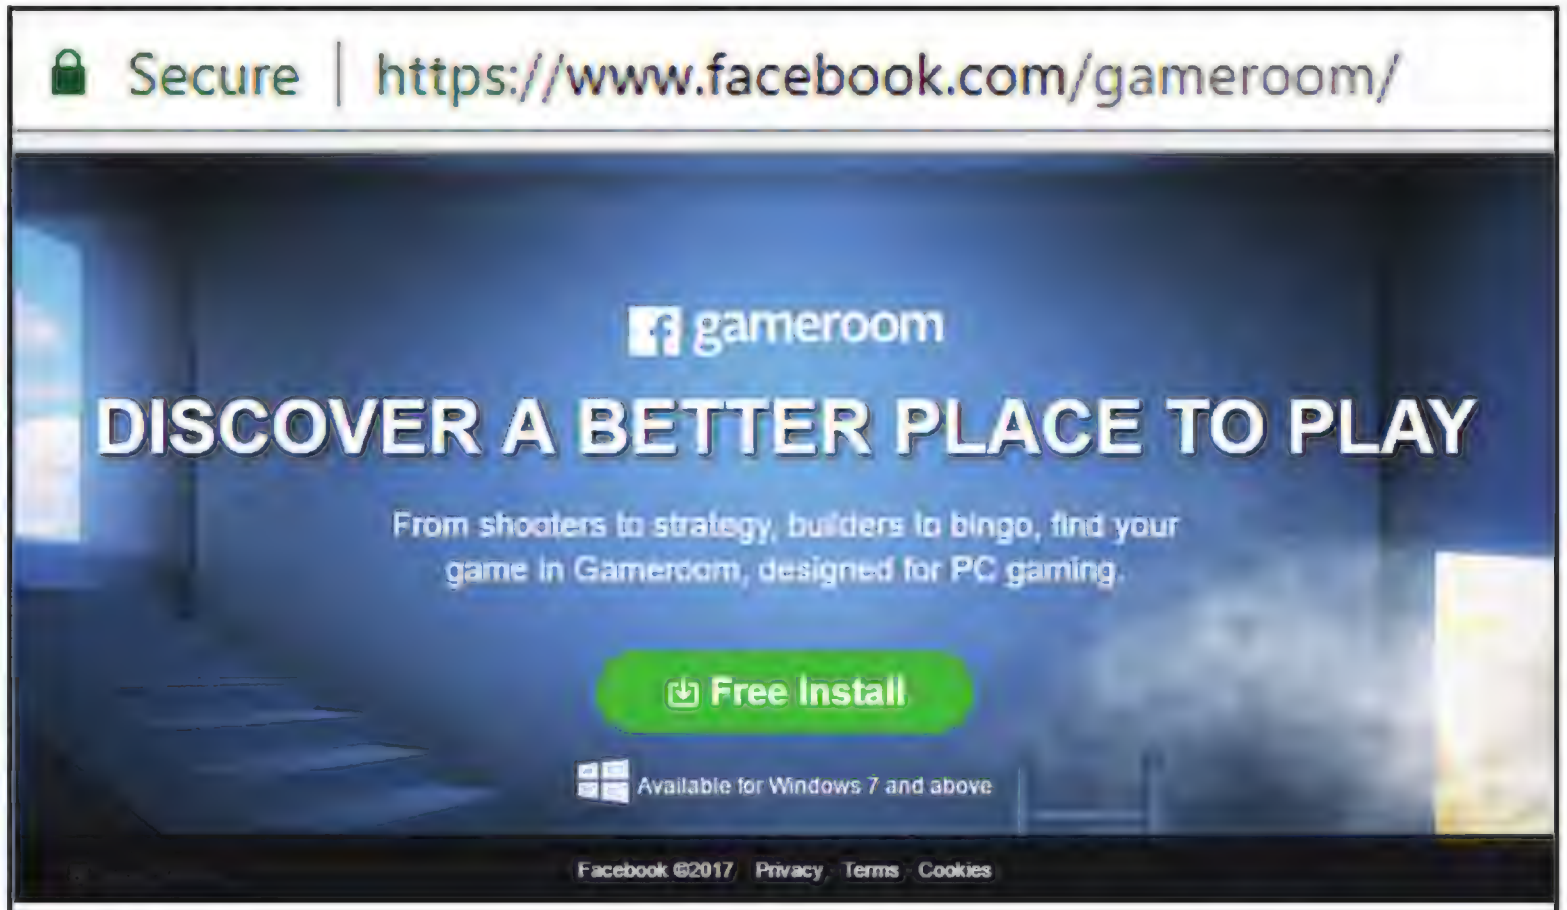 Secure | https://www.facebook.com/gameroom/
gameroom
DISCOVER A BETTER PLACE TO PLAY
From shooters to strategy, builders to bingo, find your
game in Gameroom, designed for PC gaming.
Free Install
Available for Windows 7 and above
Facebook ©2017 Privacy Terms Cookies